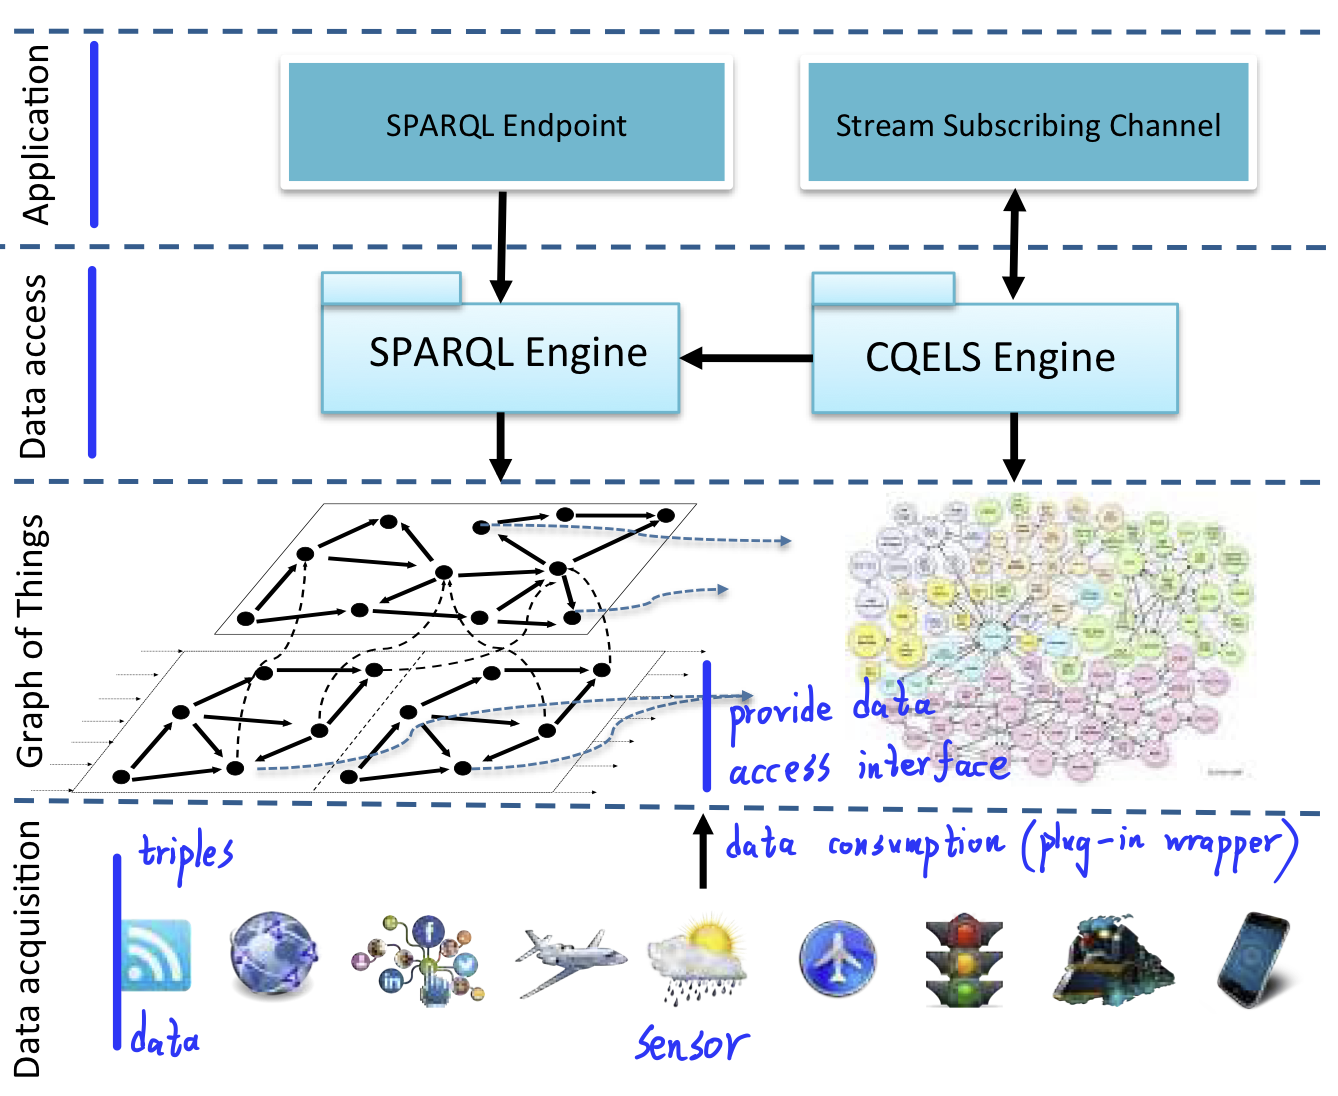 Application
SPARQL Endpoint
Stream Subscribing Channel
Data access
SPARQL Engine
CQELS Engine
Graph of Things
provide data
access interface
Data acquisition
triples
data consumption (plug-in wrapper)
data
sensor